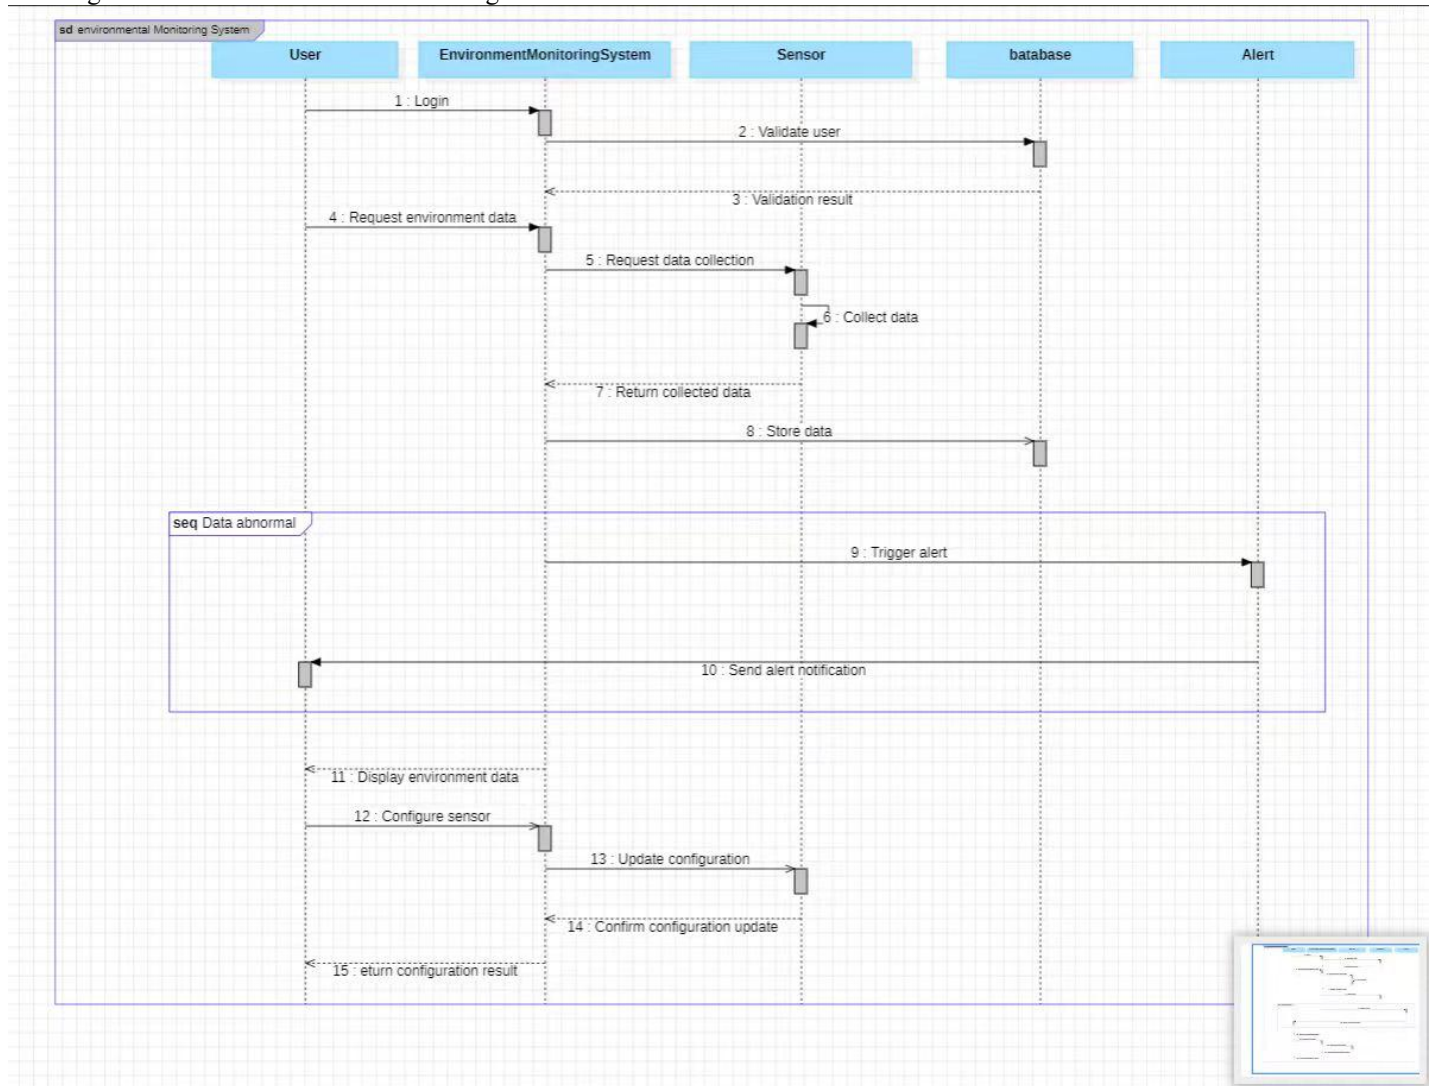 sd environmental Monitoring System
User
EnvironmentMonitoringSystem
Sensor
batabase
Alert
1 : Login
2 : Validate user
3 : Validation result
4 : Request environment data
5 : Request data collection
6 : Collect data
7 : Return collected data
8 : Store data
seq Data abnormal
9 : Trigger alert
10 : Send alert notification
11 : Display environment data
12 : Configure sensor
13 : Update configuration
14 : Confirm configuration update
15 : eturn configuration result